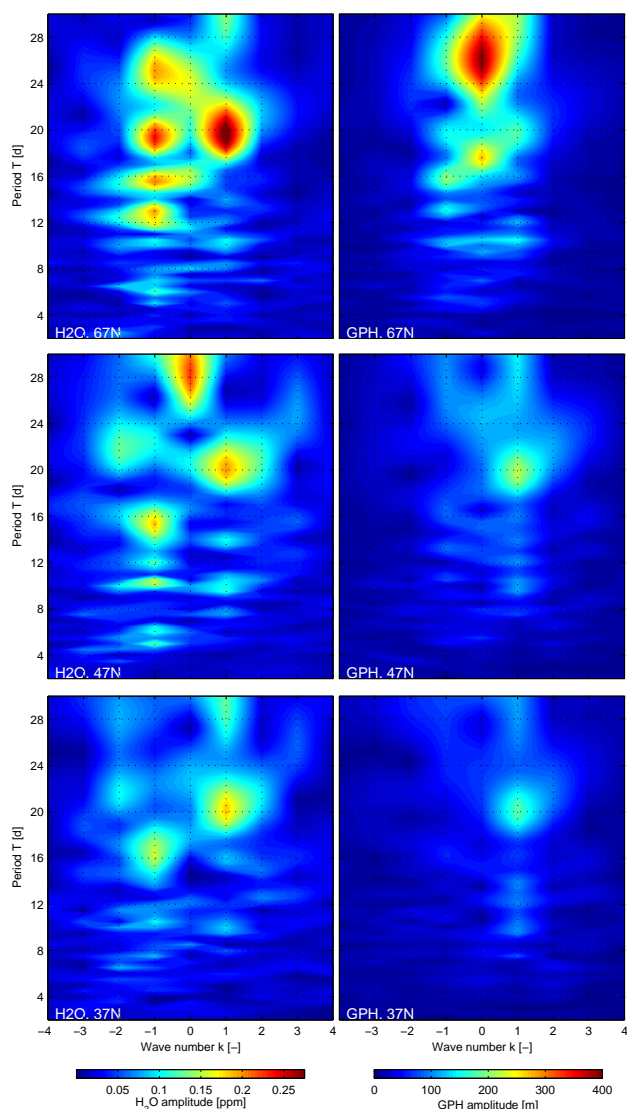 28
24
20
16
12
8
4
Period T [d]
H2O, 67N
GPH, 67N
28
24
20
16
12
8
4
Period T [d]
H2O, 47N
GPH, 47N
28
24
20
16
12
8
4
Period T [d]
H2O, 37N
GPH, 37N
−4 −3 −2 −1 0 1 2 3 4
−3 −2 −1 0 1 2 3 4
Wave number k [−]
Wave number k [−]
0.05 0.1 0.15 0.2 0.25
0 100 200 300 400
H₂O amplitude [ppm]
GPH amplitude [m]